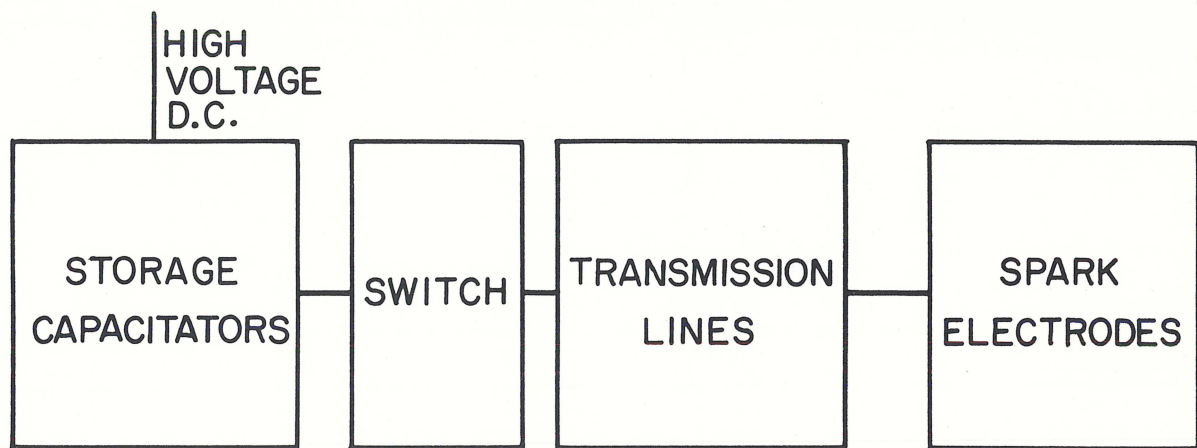 HIGH
VOLTAGE
D.C.
STORAGE
CAPACITATORS
SWITCH
TRANSMISSION
LINES
SPARK
ELECTRODES